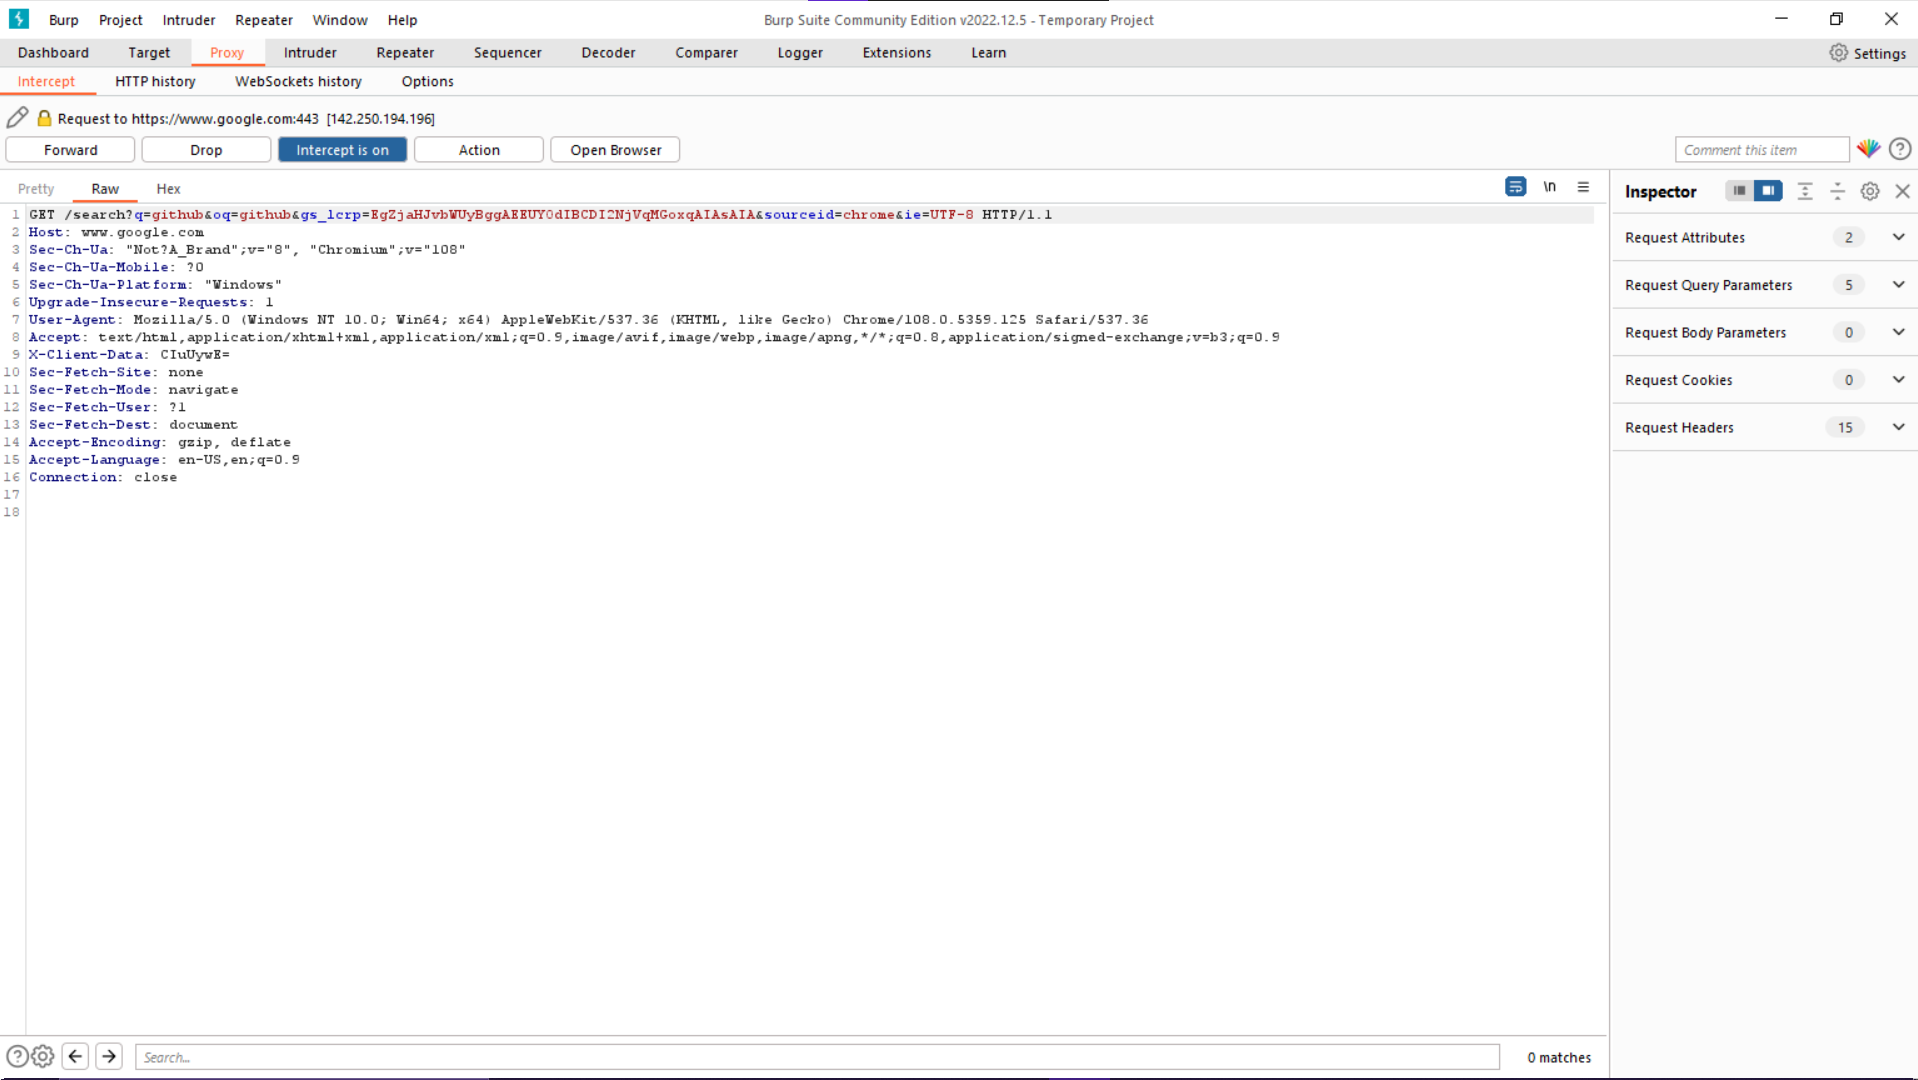 Burp Project Intruder Repeater Window Help Burp Suite Community Edition v2022.12.5 - Temporary Project
Dashboard Target Proxy Intruder Repeater Sequencer Decoder Comparer Logger Extensions Learn Settings
Intercept HTTP history WebSockets history Options
Request to https://www.google.com:443 [142.250.194.196]
Forward Drop Intercept is on Action Open Browser Comment this item
Pretty Raw Hex \n Inspector
1 GET /search?q=github&oq=github&gs_lcrp=EgZjaHJvbWUyBggAEEUYOdIBCDI2NjVqMGoxqAIAsAIA&sourceid=chrome&ie=UTF-8 HTTP/1.1
2 Host: www.google.com
3 Sec-Ch-Ua: "Not?A_Brand";v="8", "Chromium";v="108"
4 Sec-Ch-Ua-Mobile: ?0
5 Sec-Ch-Ua-Platform: "Windows"
6 Upgrade-Insecure-Requests: 1
7 User-Agent: Mozilla/5.0 (Windows NT 10.0; Win64; x64) AppleWebKit/537.36 (KHTML, like Gecko) Chrome/108.0.5359.125 Safari/537.36
8 Accept: text/html,application/xhtml+xml,application/xml;q=0.9,image/avif,image/webp,image/apng,*/*;q=0.8,application/signed-exchange;v=b3;q=0.9
9 X-Client-Data: CIuUywE=
10 Sec-Fetch-Site: none
11 Sec-Fetch-Mode: navigate
12 Sec-Fetch-User: ?1
13 Sec-Fetch-Dest: document
14 Accept-Encoding: gzip, deflate
15 Accept-Language: en-US,en;q=0.9
16 Connection: close
17
18
Request Attributes 2
Request Query Parameters 5
Request Body Parameters 0
Request Cookies 0
Request Headers 15
Search... 0 matches